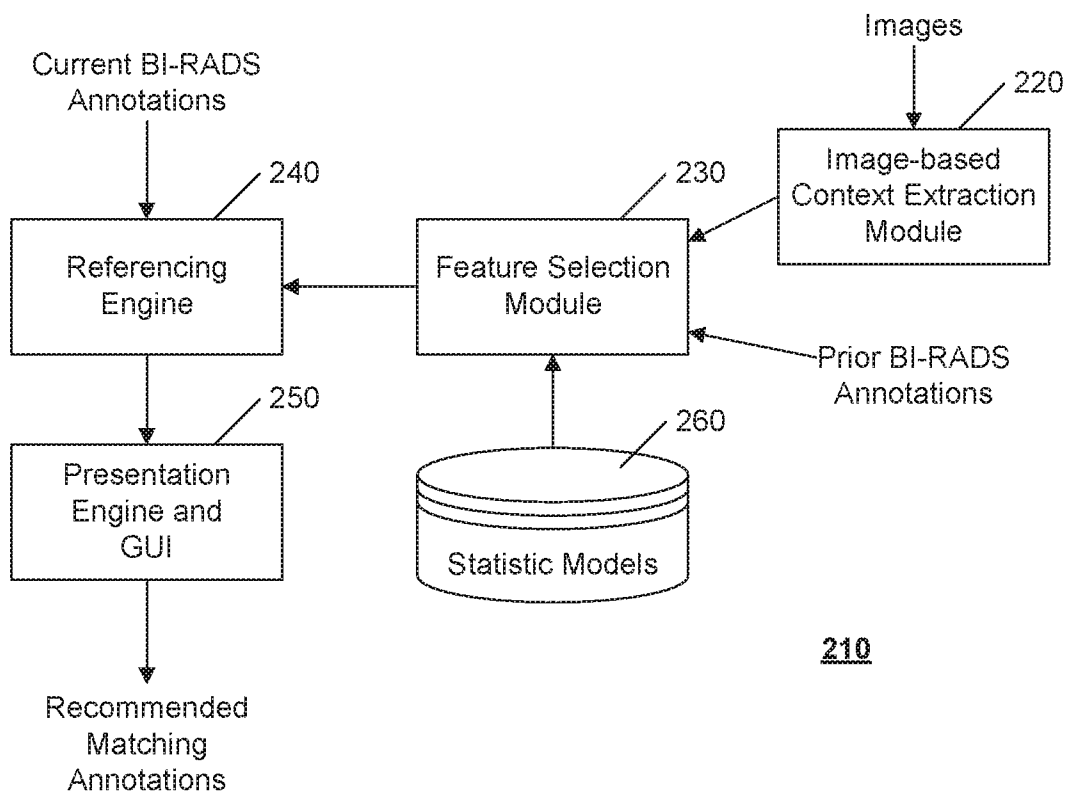 Images
Current BI-RADS
Annotations
220
Image-based
Context Extraction
Module
240
230
Referencing
Engine
Feature Selection
Module
Prior BI-RADS
Annotations
250
260
Presentation
Engine and
GUI
Statistic Models
210
Recommended
Matching
Annotations